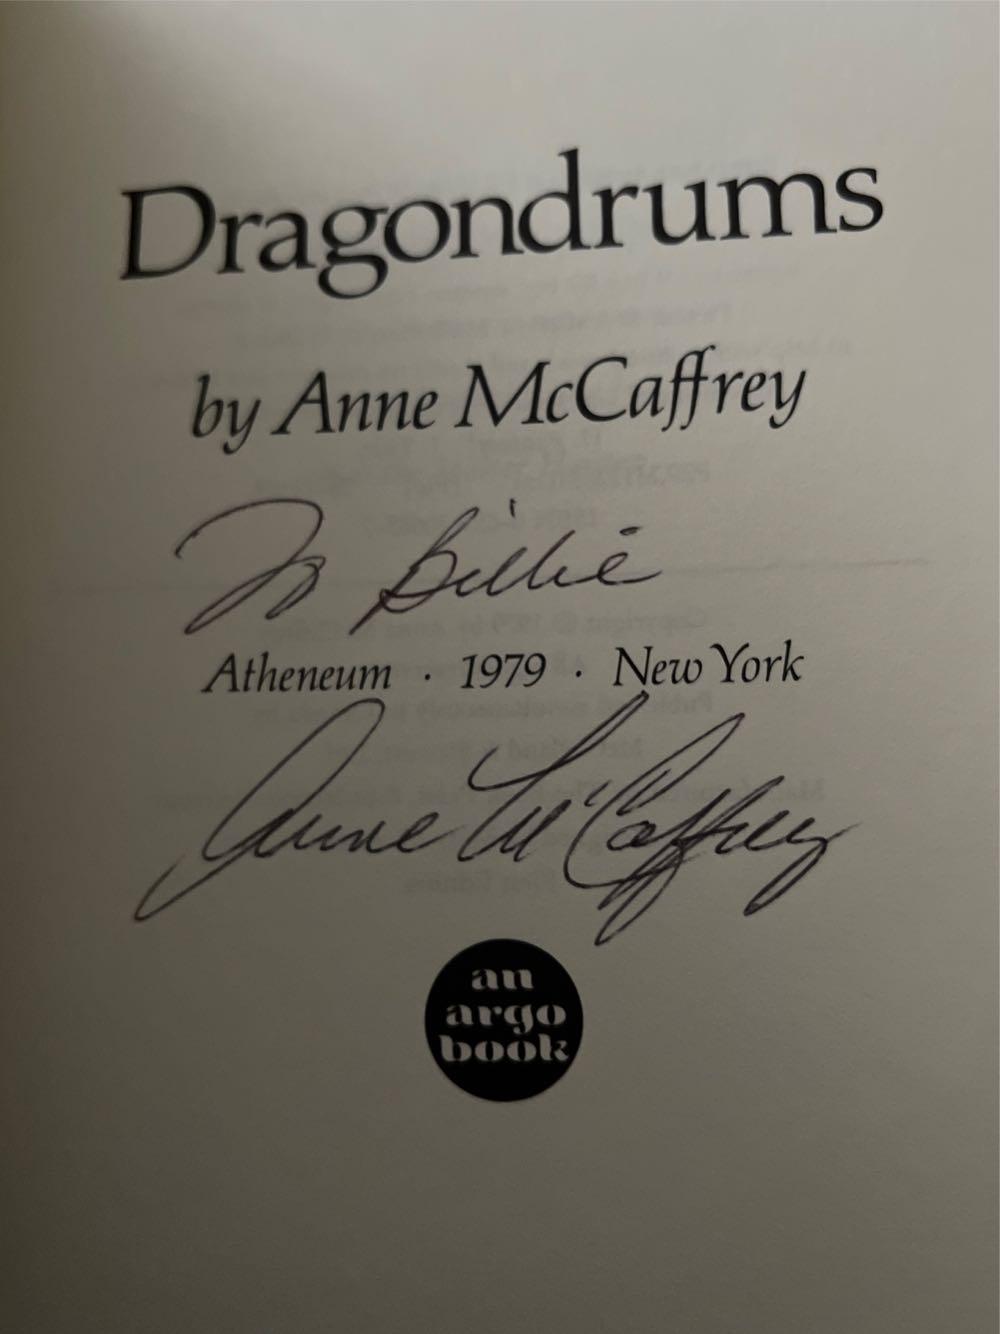 Dragondrums
by Anne McCaffrey
To Billie
Atheneum · 1979 · New York
Anne McCaffrey
an
argo
book